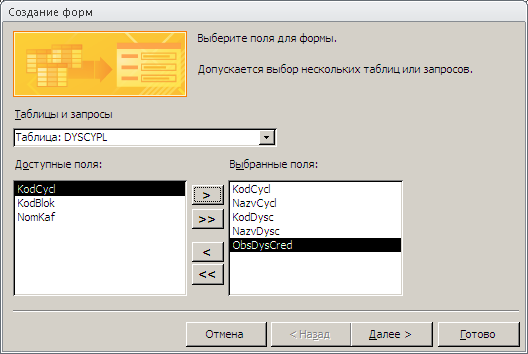 Создание форм
Выберите поля для формы.
Допускается выбор нескольких таблиц или запросов.
Таблицы и запросы
Таблица: DYSCYPL
Доступные поля:
KodCycl
KodBlok
NomKaf
>
>>
<
<<
Выбранные поля:
KodCycl
NazvCycl
KodDysc
NazvDysc
ObsDysCred
Отмена
< Назад
Далее >
Готово